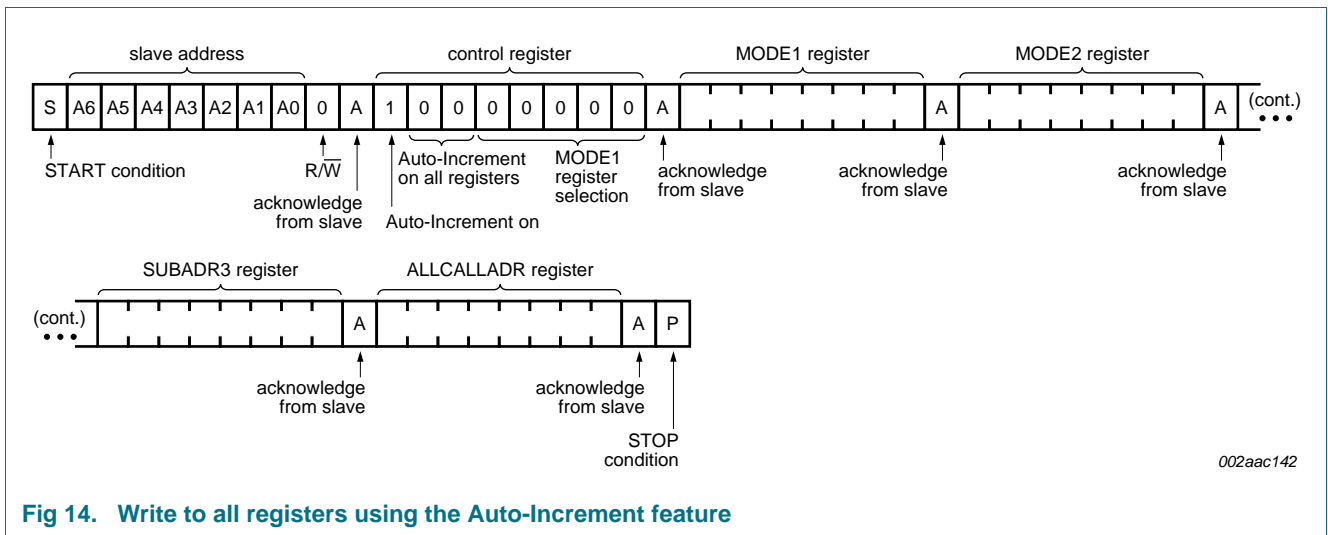 slave address
control register
MODE1 register
MODE2 register
S A6 A5 A4 A3 A2 A1 A0 0 A 1 0 0 0 0 0 0 0 A A A (cont.)
START condition
R/W
acknowledge
from slave
Auto-Increment on
Auto-Increment
on all registers
MODE1
register
selection
acknowledge
from slave
acknowledge
from slave
acknowledge
from slave
SUBADR3 register
ALLCALLADR register
(cont.) A A P
acknowledge
from slave
acknowledge
from slave
STOP
condition
002aac142
Fig 14. Write to all registers using the Auto-Increment feature